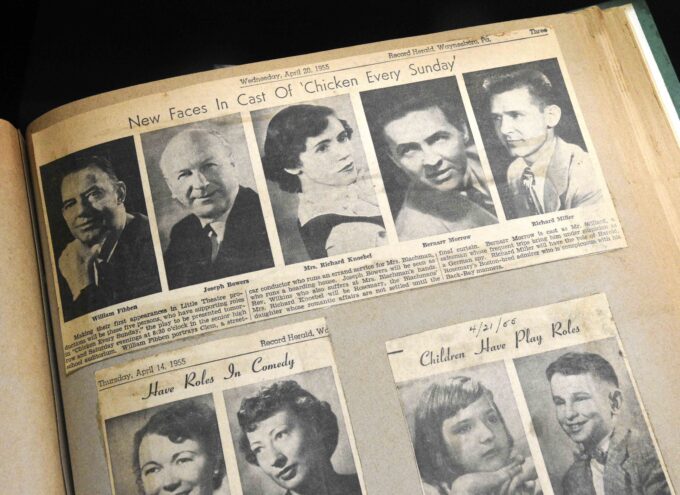 Wednesday, April 20, 1955
Record Herald, Waynesboro, Pa.
Three
New Faces In Cast Of 'Chicken Every Sunday'
William Fibben
Joseph Bowers
Mrs. Richard Knoebel
Bernarr Morrow
Richard Miller
Making their first appearances in Little Theatre pro-
ductions will be these five persons, who have supporting roles
in "Chicken Every Sunday," the play to be presented tomor-
row and Saturday evenings at 8:30 o'clock in the senior high
school auditorium. William Fibben portrays Clem, a street-
car conductor who runs an errand service for Mrs. Blachman,
who runs a boarding house. Joseph Bowers will be seen as
Rev. Wilkins who also suffers at Mrs. Blachman's hands.
Mrs. Richard Knoebel will be Rosemary, the Blachmans'
daughter whose romantic affairs are not settled until the
final curtain. Bernarr Morrow is cast as Mr. Willard, a
salesman whose frequent trips bring him under suspicion as
a German spy. Richard Miller will have the role of Harold,
Rosemary's Boston-bred admirer who is conspicuous with his
Back-Bay manners.
Thursday, April 14, 1955
Record Herald,
Have Roles In Comedy
4/21/55
Children Have Play Roles